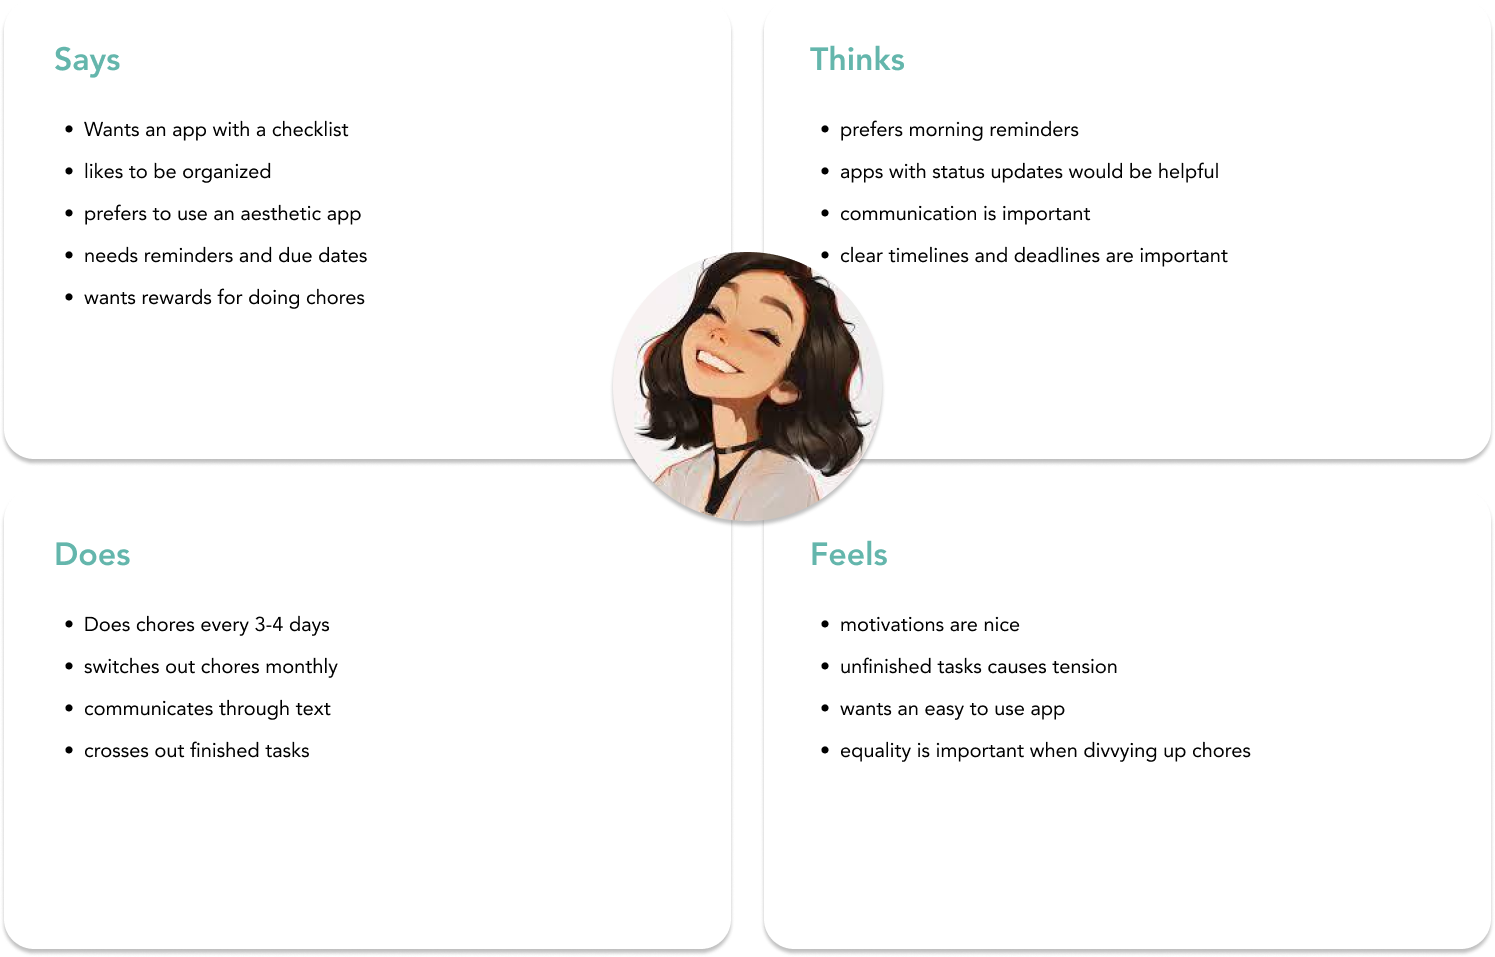 Says
• Wants an app with a checklist
• likes to be organized
• prefers to use an aesthetic app
• needs reminders and due dates
• wants rewards for doing chores
Thinks
• prefers morning reminders
• apps with status updates would be helpful
• communication is important
• clear timelines and deadlines are important
Does
• Does chores every 3-4 days
• switches out chores monthly
• communicates through text
• crosses out finished tasks
Feels
• motivations are nice
• unfinished tasks causes tension
• wants an easy to use app
• equality is important when divvying up chores